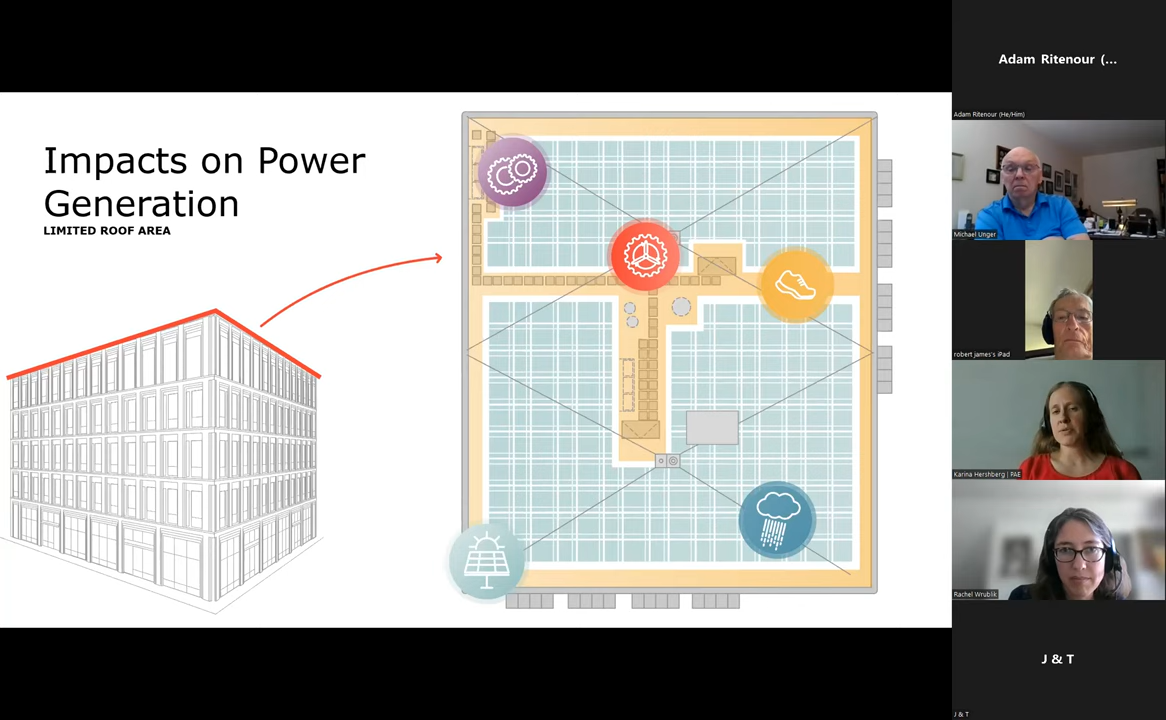 Impacts on Power
Generation
LIMITED ROOF AREA
Adam Ritenour (...
Adam Ritenour (He/Him)
Michael Unger
robert james's iPad
Karina Hershberg | PAE
Rachel Wrublik
J & T
J & T